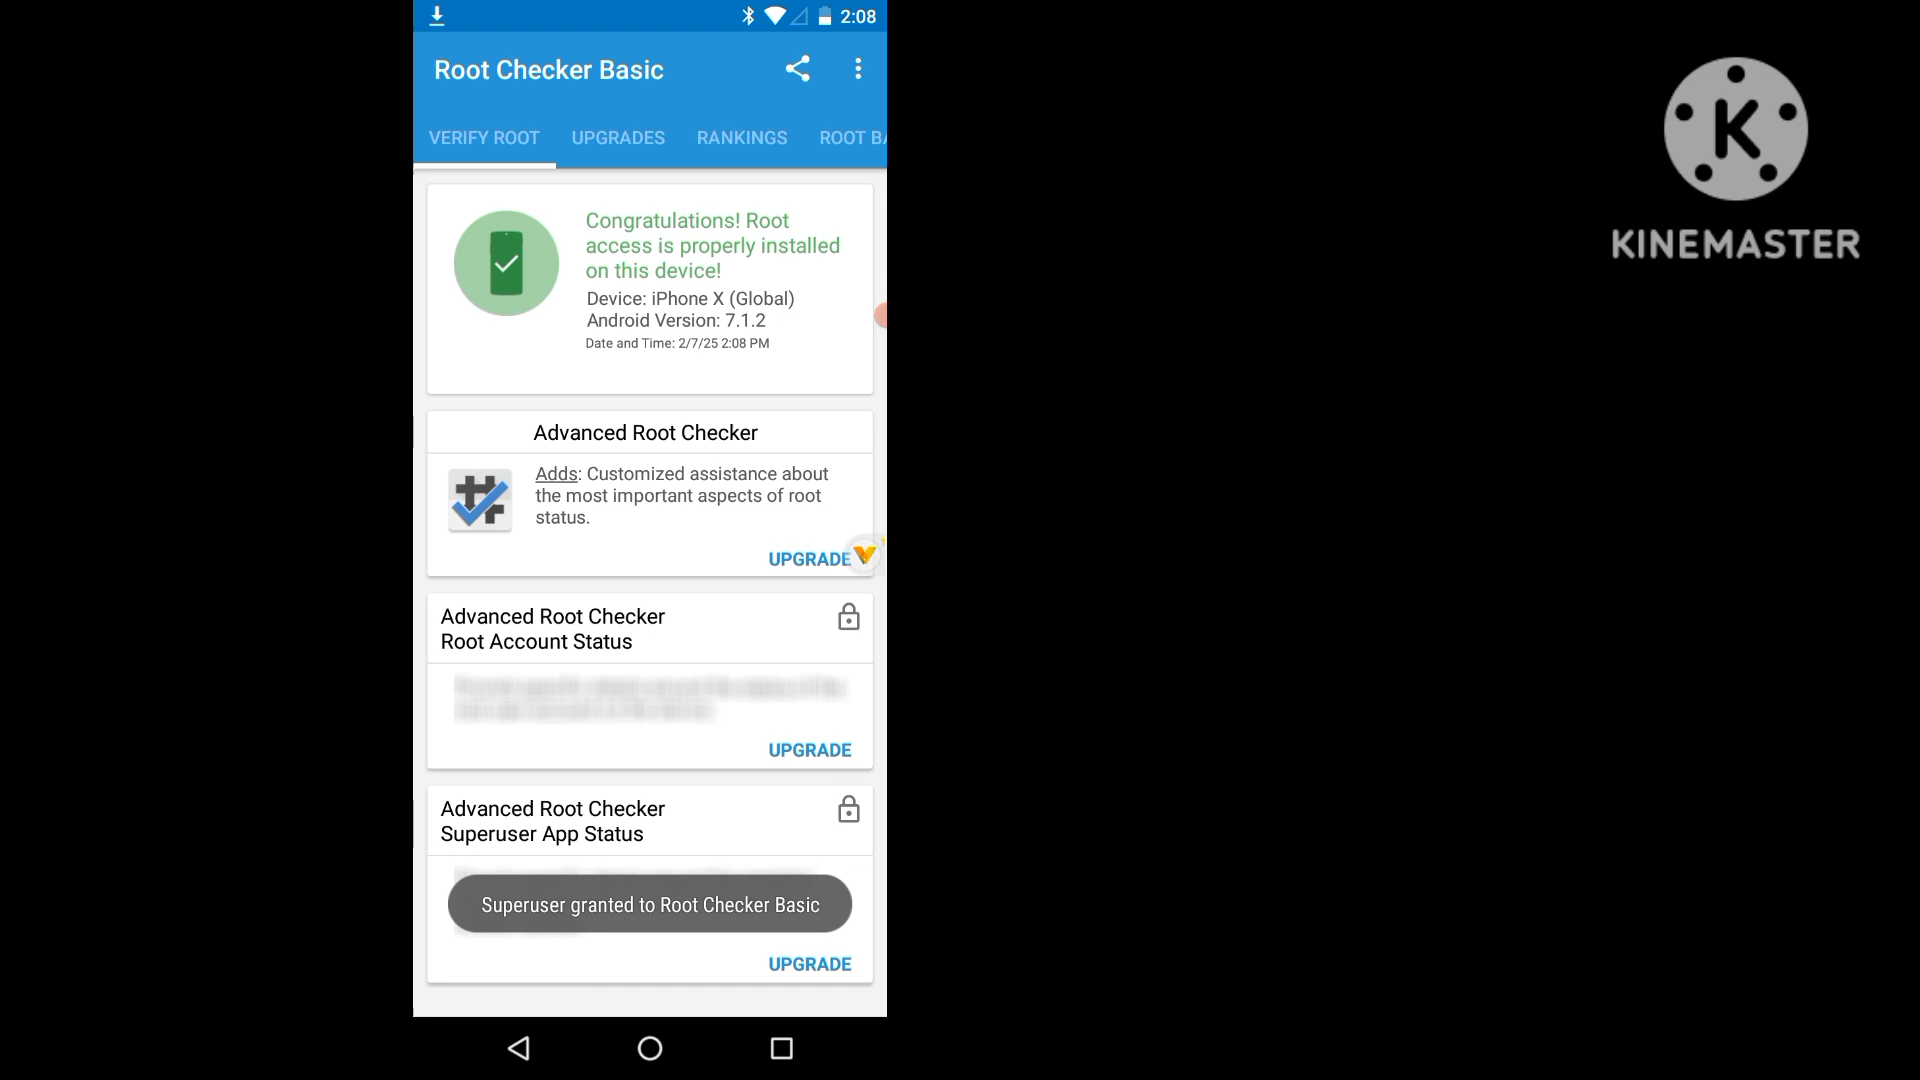 2:08
Root Checker Basic
VERIFY ROOT UPGRADES RANKINGS ROOT BA
Congratulations! Root
access is properly installed
on this device!
Device: iPhone X (Global)
Android Version: 7.1.2
Date and Time: 2/7/25 2:08 PM
Advanced Root Checker
Adds: Customized assistance about
the most important aspects of root
status.
UPGRADE
Advanced Root Checker
Root Account Status
UPGRADE
Advanced Root Checker
Superuser App Status
Superuser granted to Root Checker Basic
UPGRADE
K
KINEMASTER